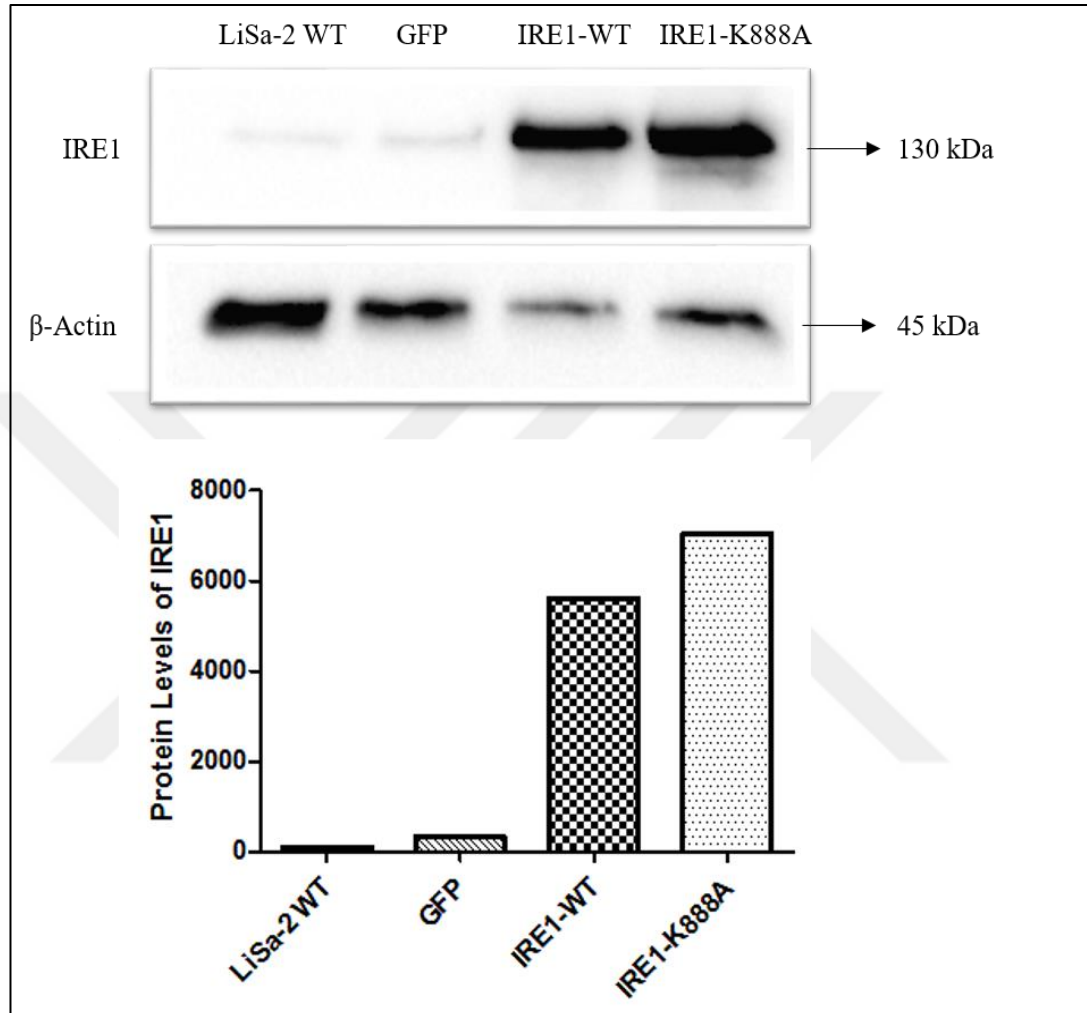 LiSa-2 WT GFP IRE1-WT IRE1-K888A
IRE1
130 kDa
β-Actin
45 kDa
Protein Levels of IRE1
8000
6000
4000
2000
0
LiSa-2 WT
GFP
IRE1-WT
IRE1-K888A